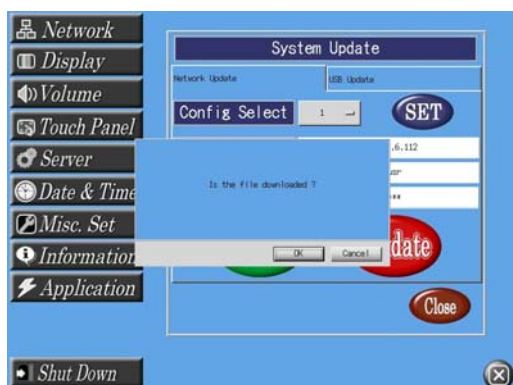 Network
Display
Volume
Touch Panel
Server
Date & Time
Misc. Set
Information
Application
Shut Down
System Update
Network Update
USB Update
Config Select
1
SET
.6.112
usr
**
Is the file downloaded ?
OK
Cancel
date
Close